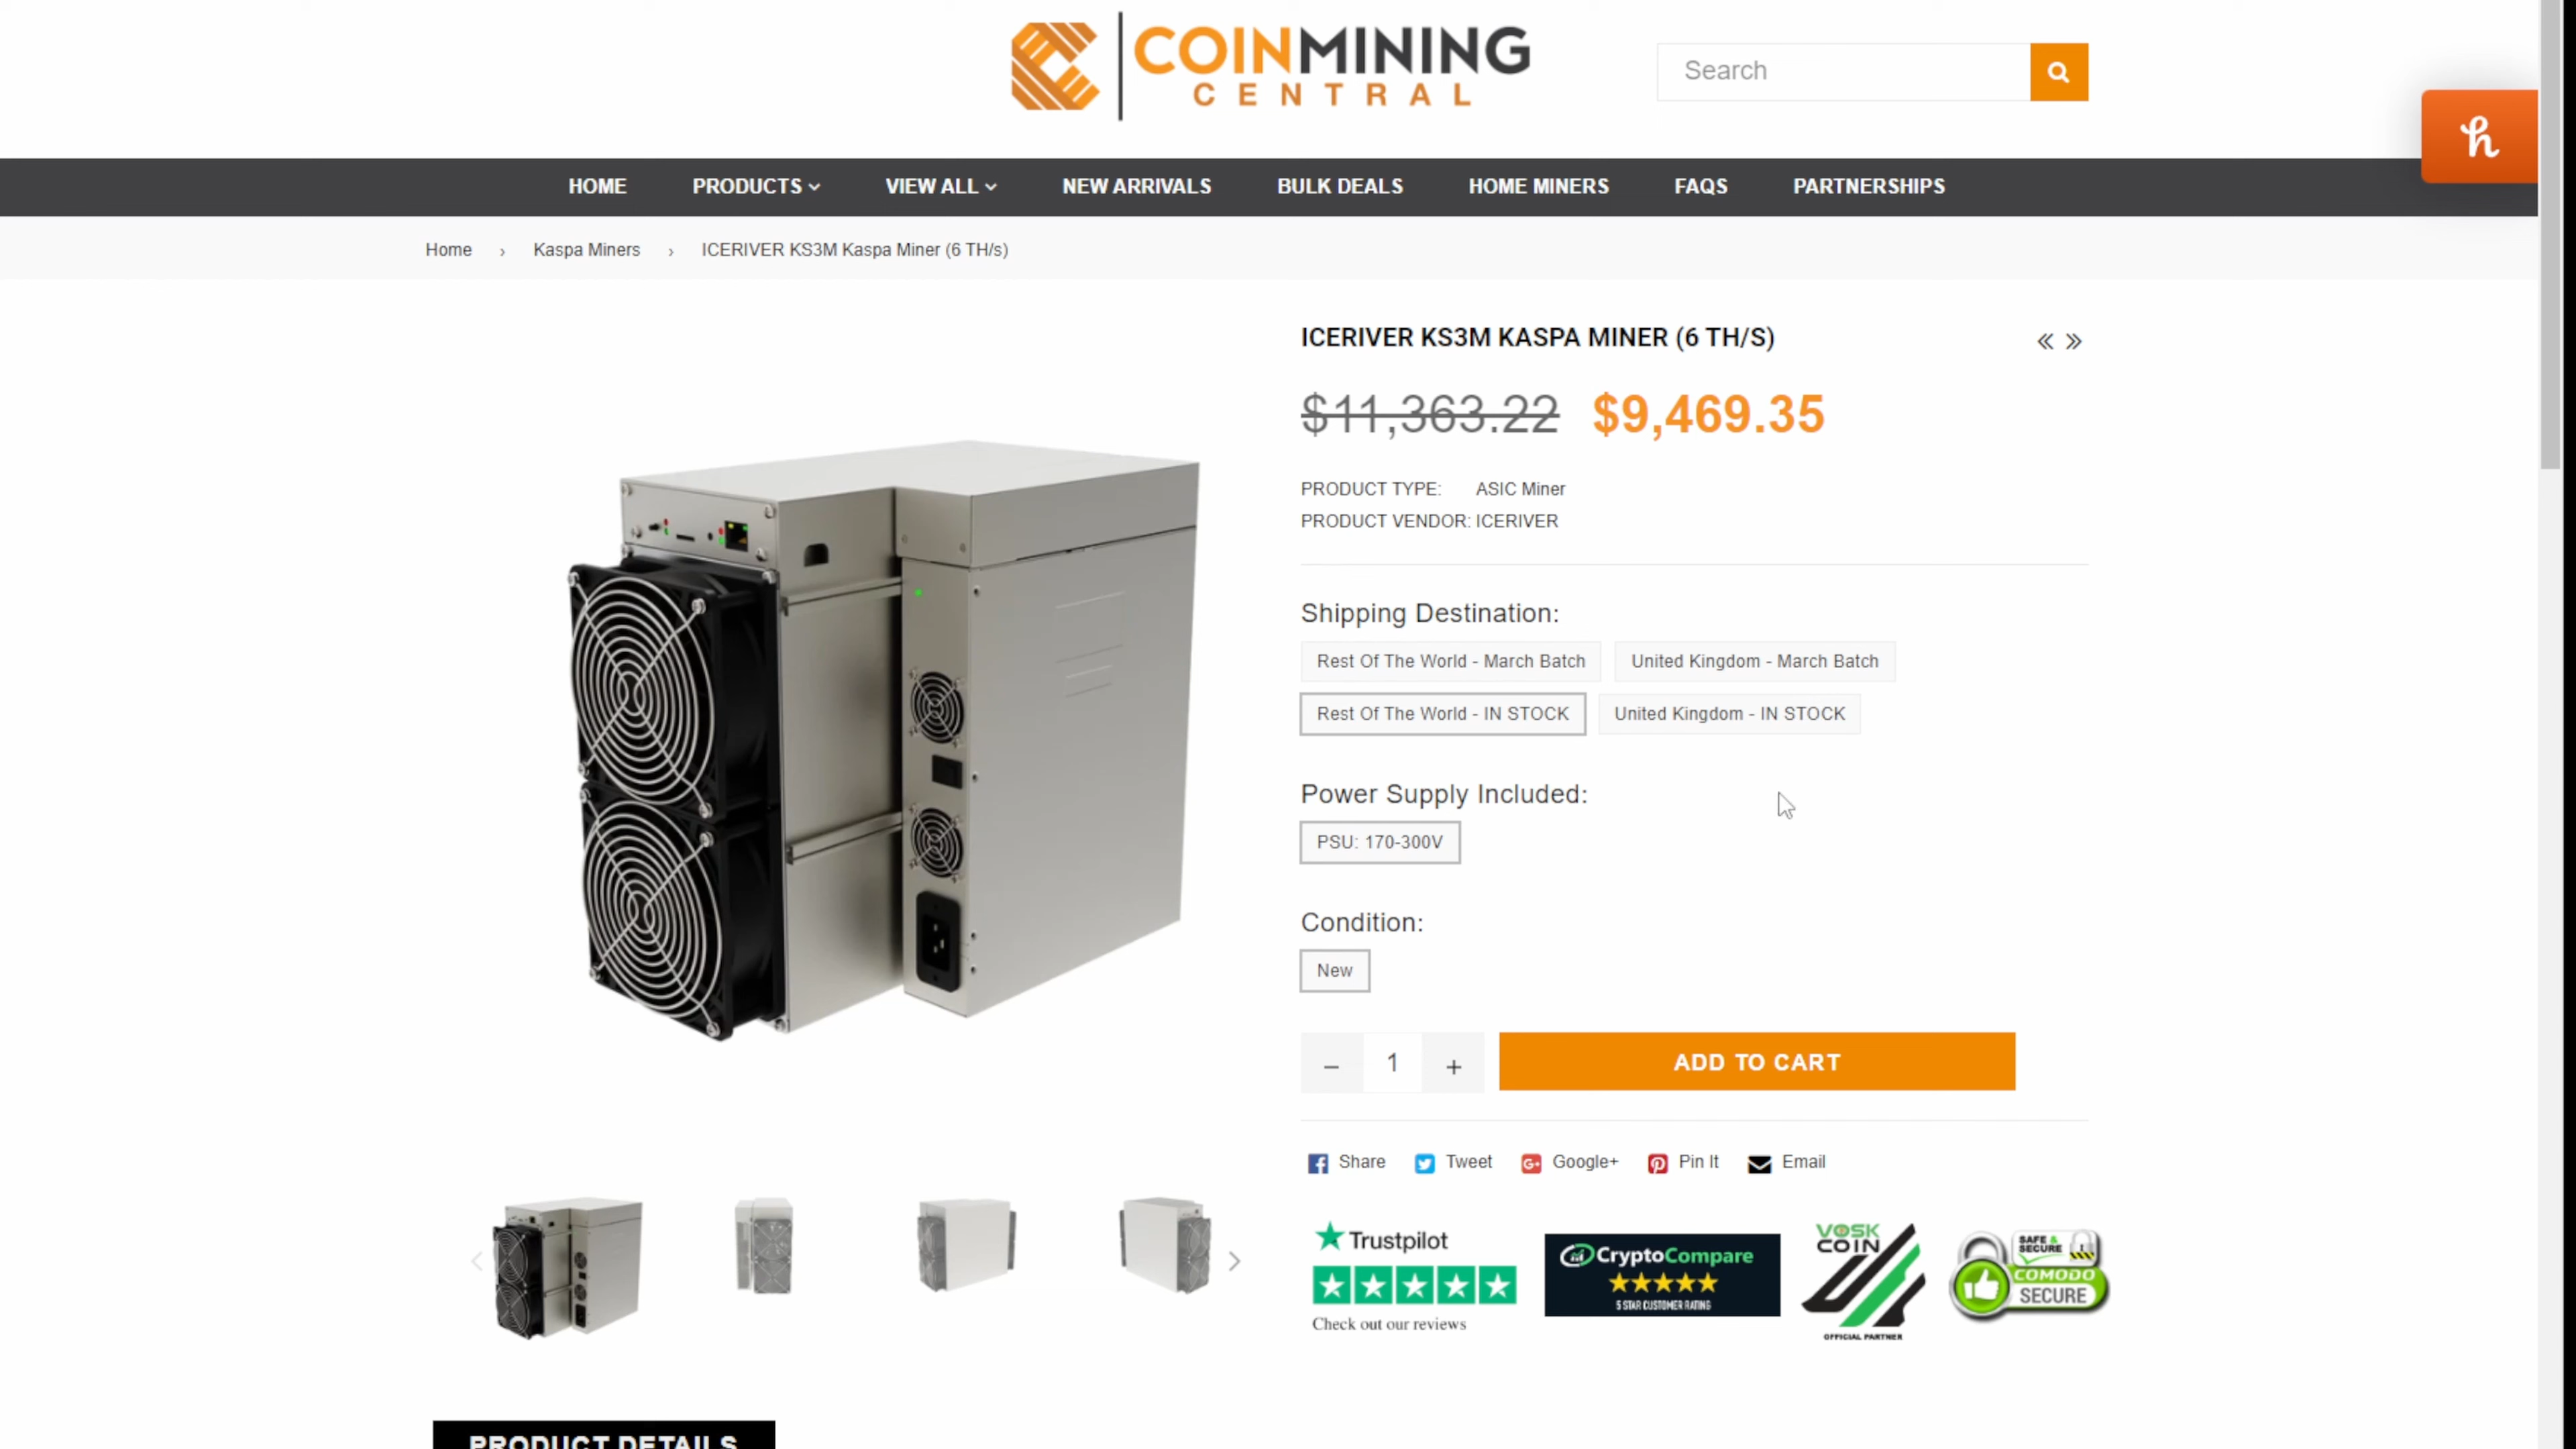 COINMINING
CENTRAL
Search
h
HOME PRODUCTS VIEW ALL NEW ARRIVALS BULK DEALS HOME MINERS FAQS PARTNERSHIPS
Home › Kaspa Miners › ICERIVER KS3M Kaspa Miner (6 TH/s)
ICERIVER KS3M KASPA MINER (6 TH/S)
« »
$11,363.22 $9,469.35
PRODUCT TYPE: ASIC Miner
PRODUCT VENDOR: ICERIVER
Shipping Destination:
Rest Of The World - March Batch United Kingdom - March Batch
Rest Of The World - IN STOCK United Kingdom - IN STOCK
Power Supply Included:
PSU: 170-300V
Condition:
New
– 1 + ADD TO CART
Share Tweet Google+ Pin It Email
Trustpilot
Check out our reviews
CryptoCompare
5 STAR CUSTOMER RATING
VOSK
COIN
OFFICIAL PARTNER
SAFE &
SECURE
COMODO
SECURE
PRODUCT DETAILS